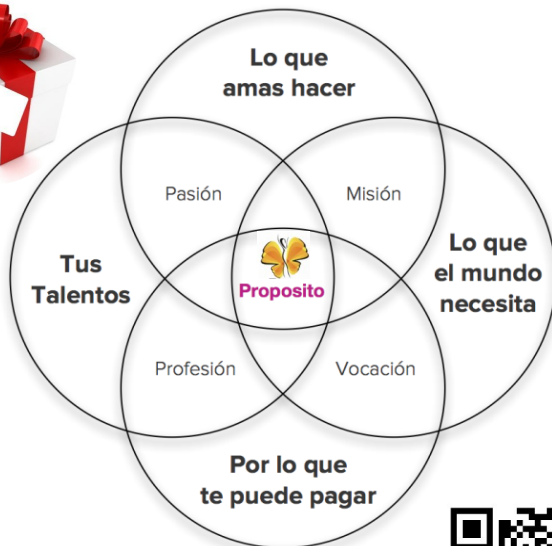 Lo que
amas hacer
Pasión
Misión
Tus
Talentos
Proposito
Lo que
el mundo
necesita
Profesión
Vocación
Por lo que
te puede pagar